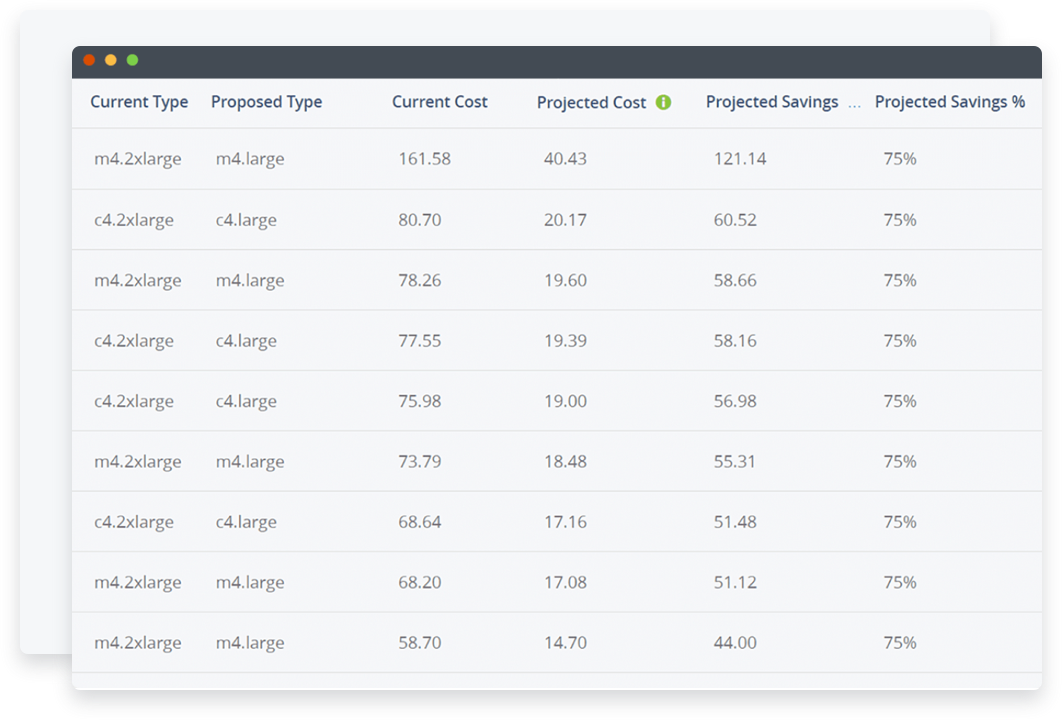 Current Type Proposed Type Current Cost Projected Cost i Projected Savings ... Projected Savings %
m4.2xlarge m4.large 161.58 40.43 121.14 75%
c4.2xlarge c4.large 80.70 20.17 60.52 75%
m4.2xlarge m4.large 78.26 19.60 58.66 75%
c4.2xlarge c4.large 77.55 19.39 58.16 75%
c4.2xlarge c4.large 75.98 19.00 56.98 75%
m4.2xlarge m4.large 73.79 18.48 55.31 75%
c4.2xlarge c4.large 68.64 17.16 51.48 75%
m4.2xlarge m4.large 68.20 17.08 51.12 75%
m4.2xlarge m4.large 58.70 14.70 44.00 75%